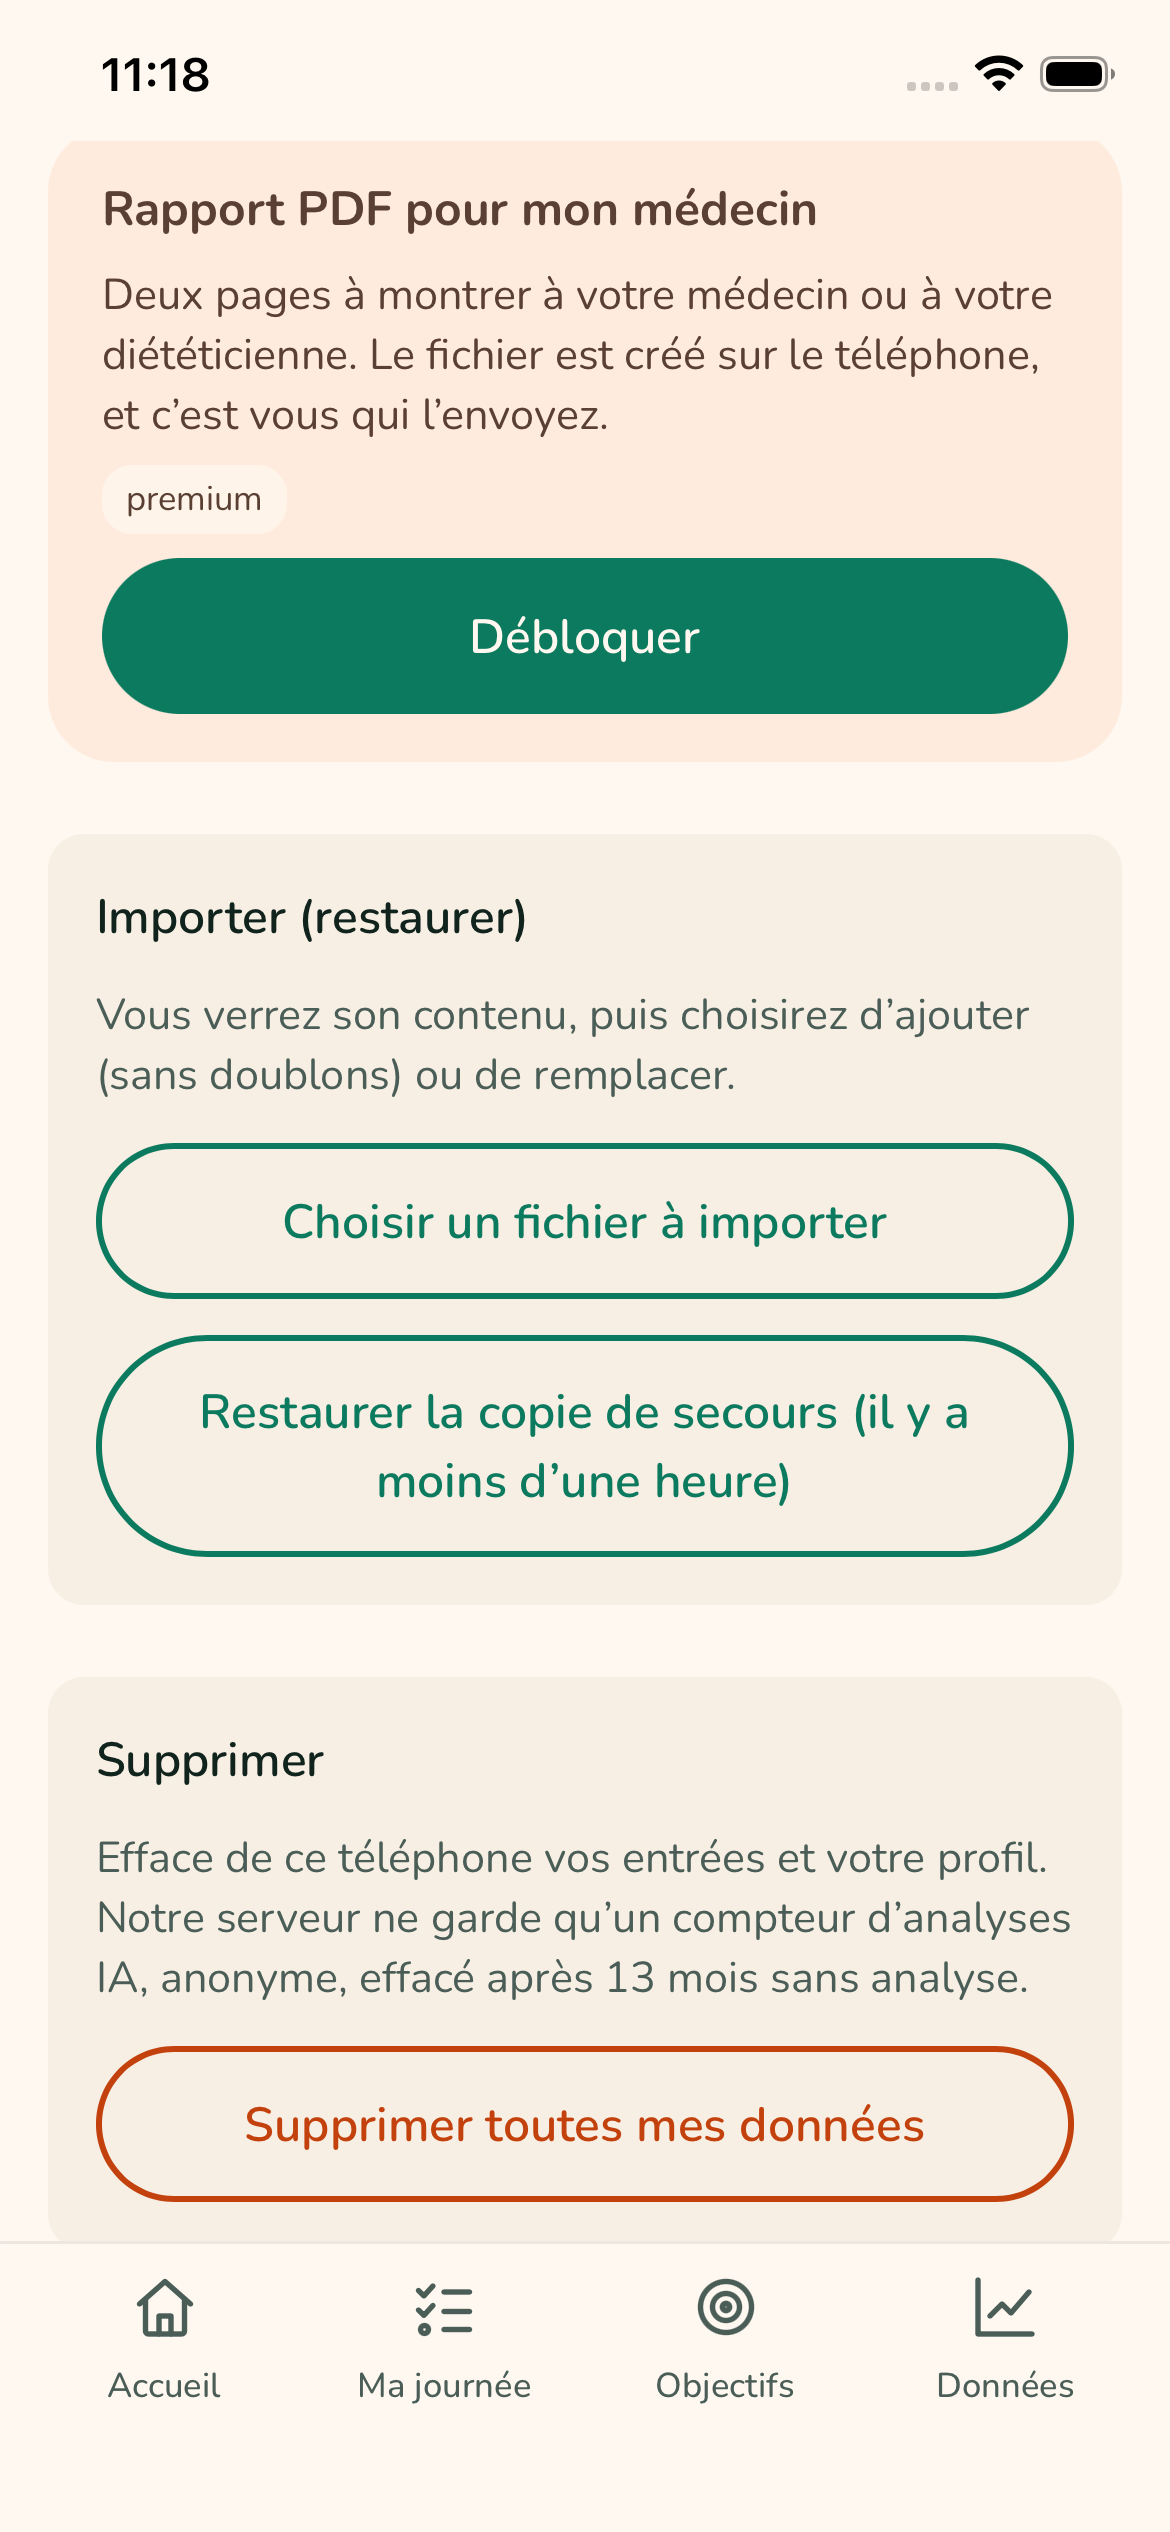 11:18
Rapport PDF pour mon médecin
Deux pages à montrer à votre médecin ou à votre
diététicienne. Le fichier est créé sur le téléphone,
et c’est vous qui l’envoyez.
premium
Débloquer
Importer (restaurer)
Vous verrez son contenu, puis choisirez d’ajouter
(sans doublons) ou de remplacer.
Choisir un fichier à importer
Restaurer la copie de secours (il y a
moins d’une heure)
Supprimer
Efface de ce téléphone vos entrées et votre profil.
Notre serveur ne garde qu’un compteur d’analyses
IA, anonyme, effacé après 13 mois sans analyse.
Supprimer toutes mes données
Accueil
Ma journée
Objectifs
Données